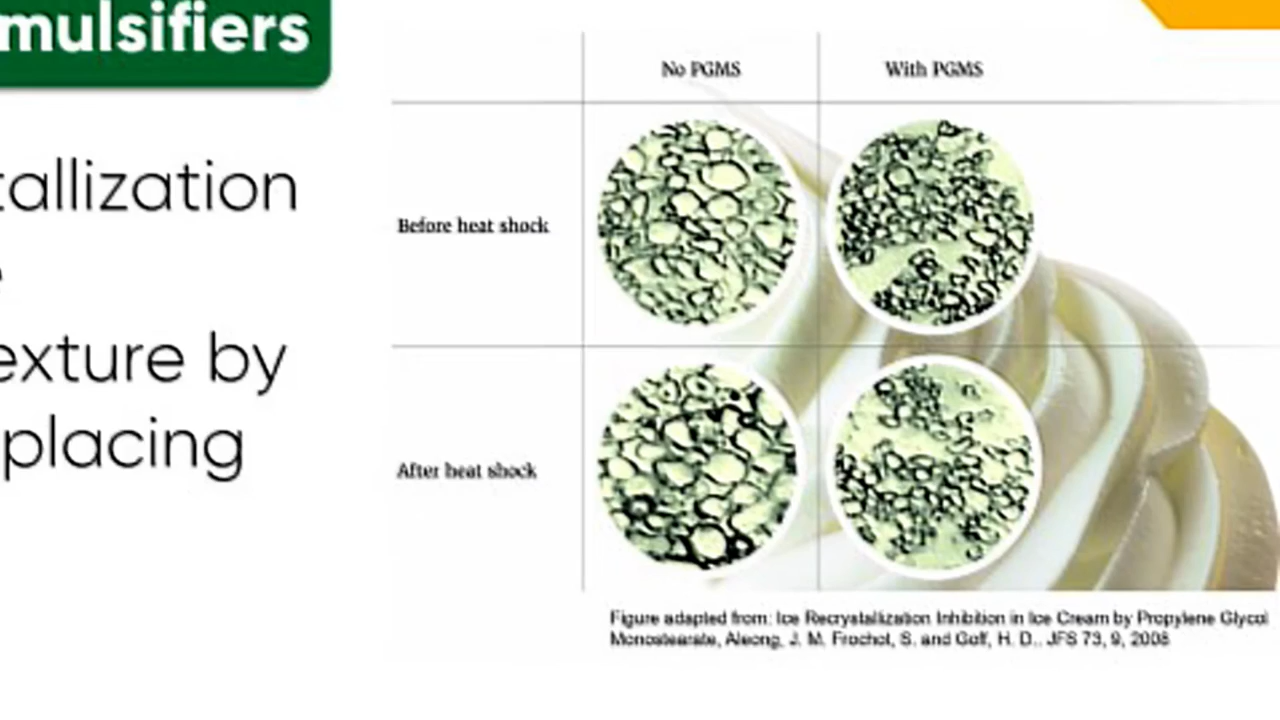 mulsifiers
tallization
e
exture by
placing
No PGMS
With PGMS
Before heat shock
After heat shock
Figure adapted from: Ice Recrystallization Inhibition in Ice Cream by Propylene Glycol
Monostearate, Aleong, J. M. Frochot, S. and Goff, H. D.. JFS 73, 9, 2008